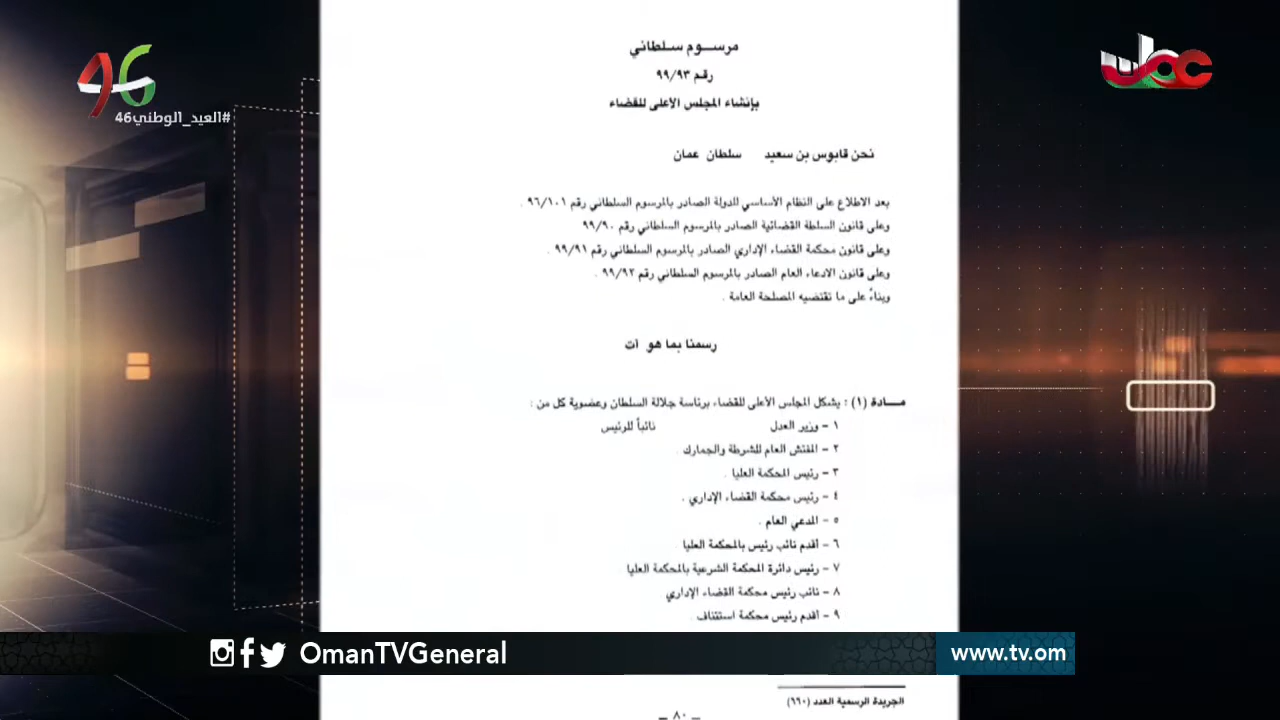 46
#العيد_الوطني46
عمان
مرســوم سـلطاني
رقـم ٩٩/٩٣
بإنشاء المجلس الأعلى للقضاء
نحن قابوس بن سعيد سلطان عمان
بعد الاطلاع على النظام الأساسي للدولة الصادر بالمرسوم السلطاني رقم ٩٦/١٠١ .
وعلى قانون السلطة القضائية الصادر بالمرسوم السلطاني رقم ٩٩/٩٠
وعلى قانون محكمة القضاء الإداري الصادر بالمرسوم السلطاني رقم ٩٩/٩١ .
وعلى قانون الادعاء العام الصادر بالمرسوم السلطاني رقم ٩٩/٩٢ .
وبناءً على ما تقتضيه المصلحة العامة .
رسمنا بما هو آت
مــادة (١) : يشكل المجلس الأعلى للقضاء برئاسة جلالة السلطان وعضوية كل من :
١ - وزير العدل نائباً للرئيس
٢ - المفتش العام للشرطة والجمارك .
٣ - رئيس المحكمة العليا .
٤ - رئيس محكمة القضاء الإداري .
٥ - المدعي العام .
٦ - أقدم نائب رئيس بالمحكمة العليا .
٧ - رئيس دائرة المحكمة الشرعية بالمحكمة العليا
٨ - نائب رئيس محكمة القضاء الإداري
٩ - أقدم رئيس محكمة استئناف .
OmanTVGeneral
www.tv.om
الجريدة الرسمية العدد (٦٦٠)
_ ٨٠ _